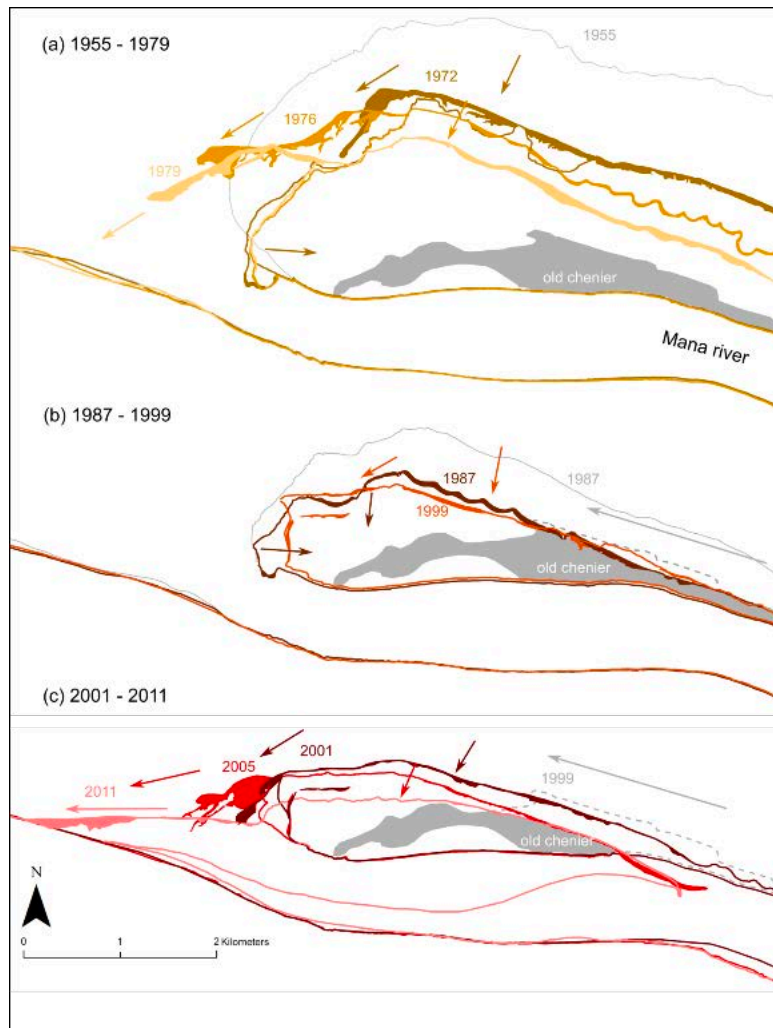 (a) 1955 - 1979
1955
1972
1976
1979
old chenier
Mana river
(b) 1987 - 1999
1987
1987
1999
old chenier
(c) 2001 - 2011
2001
2005
1999
2011
old chenier
N
0 1 2 Kilometers